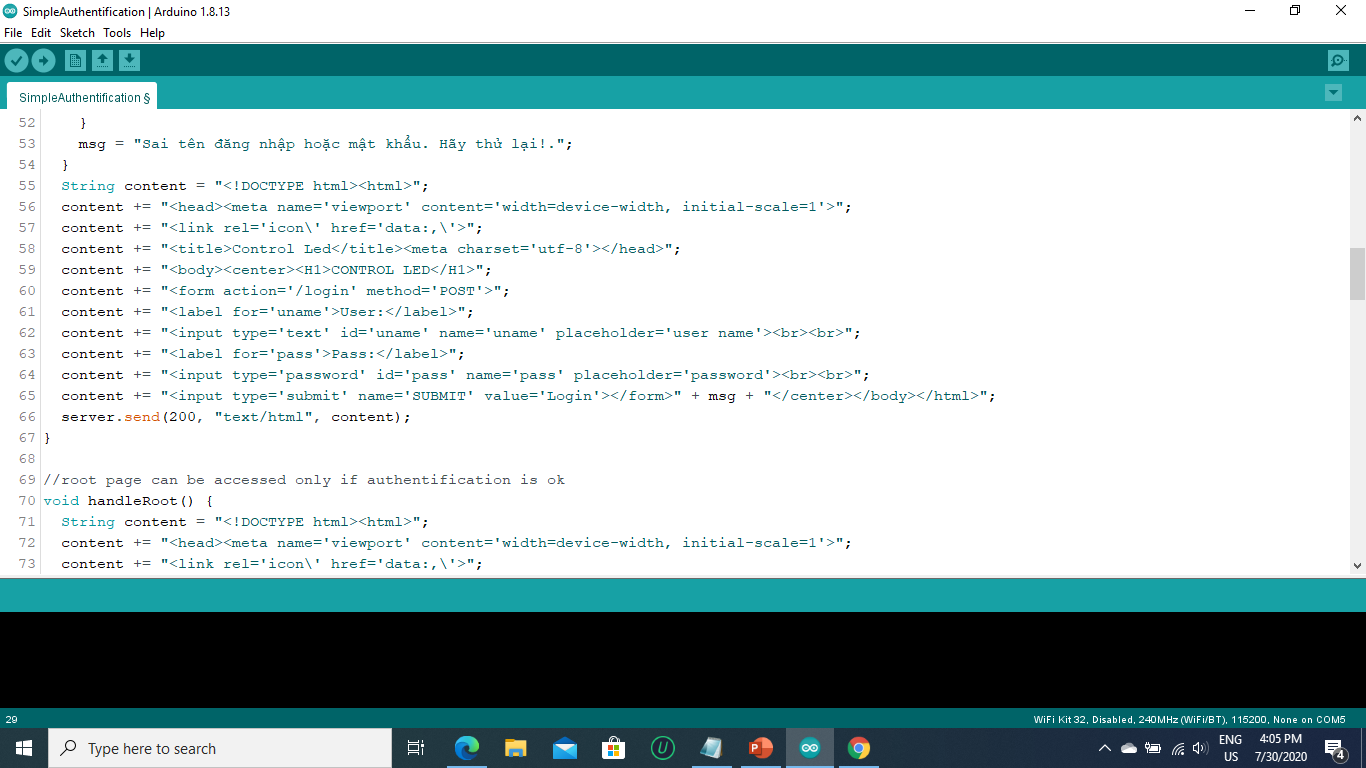 SimpleAuthentification | Arduino 1.8.13
File Edit Sketch Tools Help
SimpleAuthentification §
52 }
53 msg = "Sai tên đăng nhập hoặc mật khẩu. Hãy thử lại!.";
54 }
55 String content = "<!DOCTYPE html><html>";
56 content += "<head><meta name='viewport' content='width=device-width, initial-scale=1'>";
57 content += "<link rel='icon\' href='data:,\'>";
58 content += "<title>Control Led</title><meta charset='utf-8'></head>";
59 content += "<body><center><H1>CONTROL LED</H1>";
60 content += "<form action='/login' method='POST'>";
61 content += "<label for='uname'>User:</label>";
62 content += "<input type='text' id='uname' name='uname' placeholder='user name'><br><br>";
63 content += "<label for='pass'>Pass:</label>";
64 content += "<input type='password' id='pass' name='pass' placeholder='password'><br><br>";
65 content += "<input type='submit' name='SUBMIT' value='Login'></form>" + msg + "</center></body></html>";
66 server.send(200, "text/html", content);
67 }
68
69 //root page can be accessed only if authentification is ok
70 void handleRoot() {
71 String content = "<!DOCTYPE html><html>";
72 content += "<head><meta name='viewport' content='width=device-width, initial-scale=1'>";
73 content += "<link rel='icon\' href='data:,\'>";
29 WiFi Kit 32, Disabled, 240MHz (WiFi/BT), 115200, None on COM5
Type here to search
ENG
US
4:05 PM
7/30/2020
4